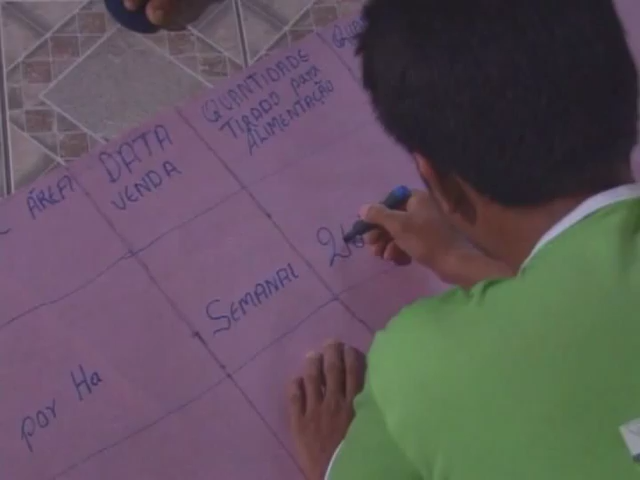 ÁREA
DATA
VENDA
QUANTIDADE
TIRADO PARA
ALIMENTAÇÃO
SEMANAL
por Ha